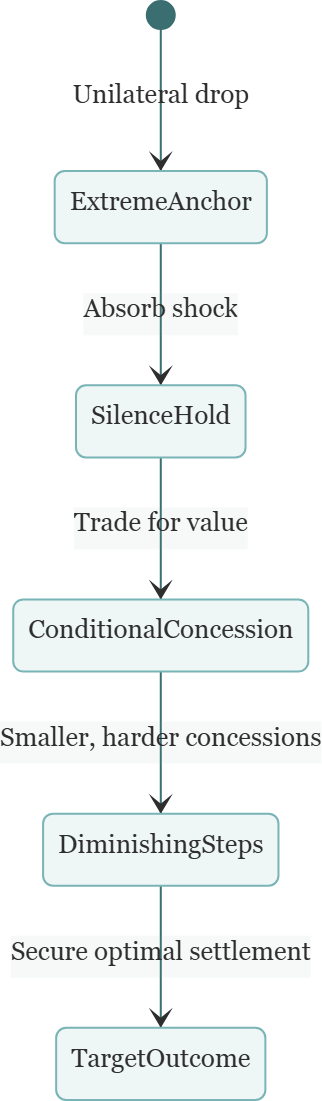 Unilateral drop
ExtremeAnchor
Absorb shock
SilenceHold
Trade for value
ConditionalConcession
Smaller, harder concessions
DiminishingSteps
Secure optimal settlement
TargetOutcome